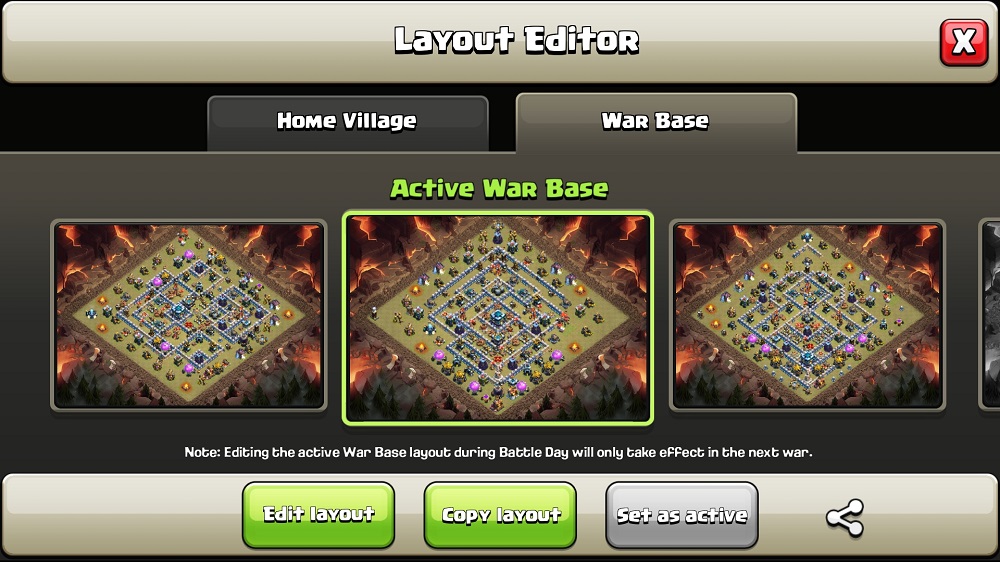 Layout Editor
X
Home Village
War Base
Active War Base
Note: Editing the active War Base layout during Battle Day will only take effect in the next war.
Edit layout
Copy layout
Set as active